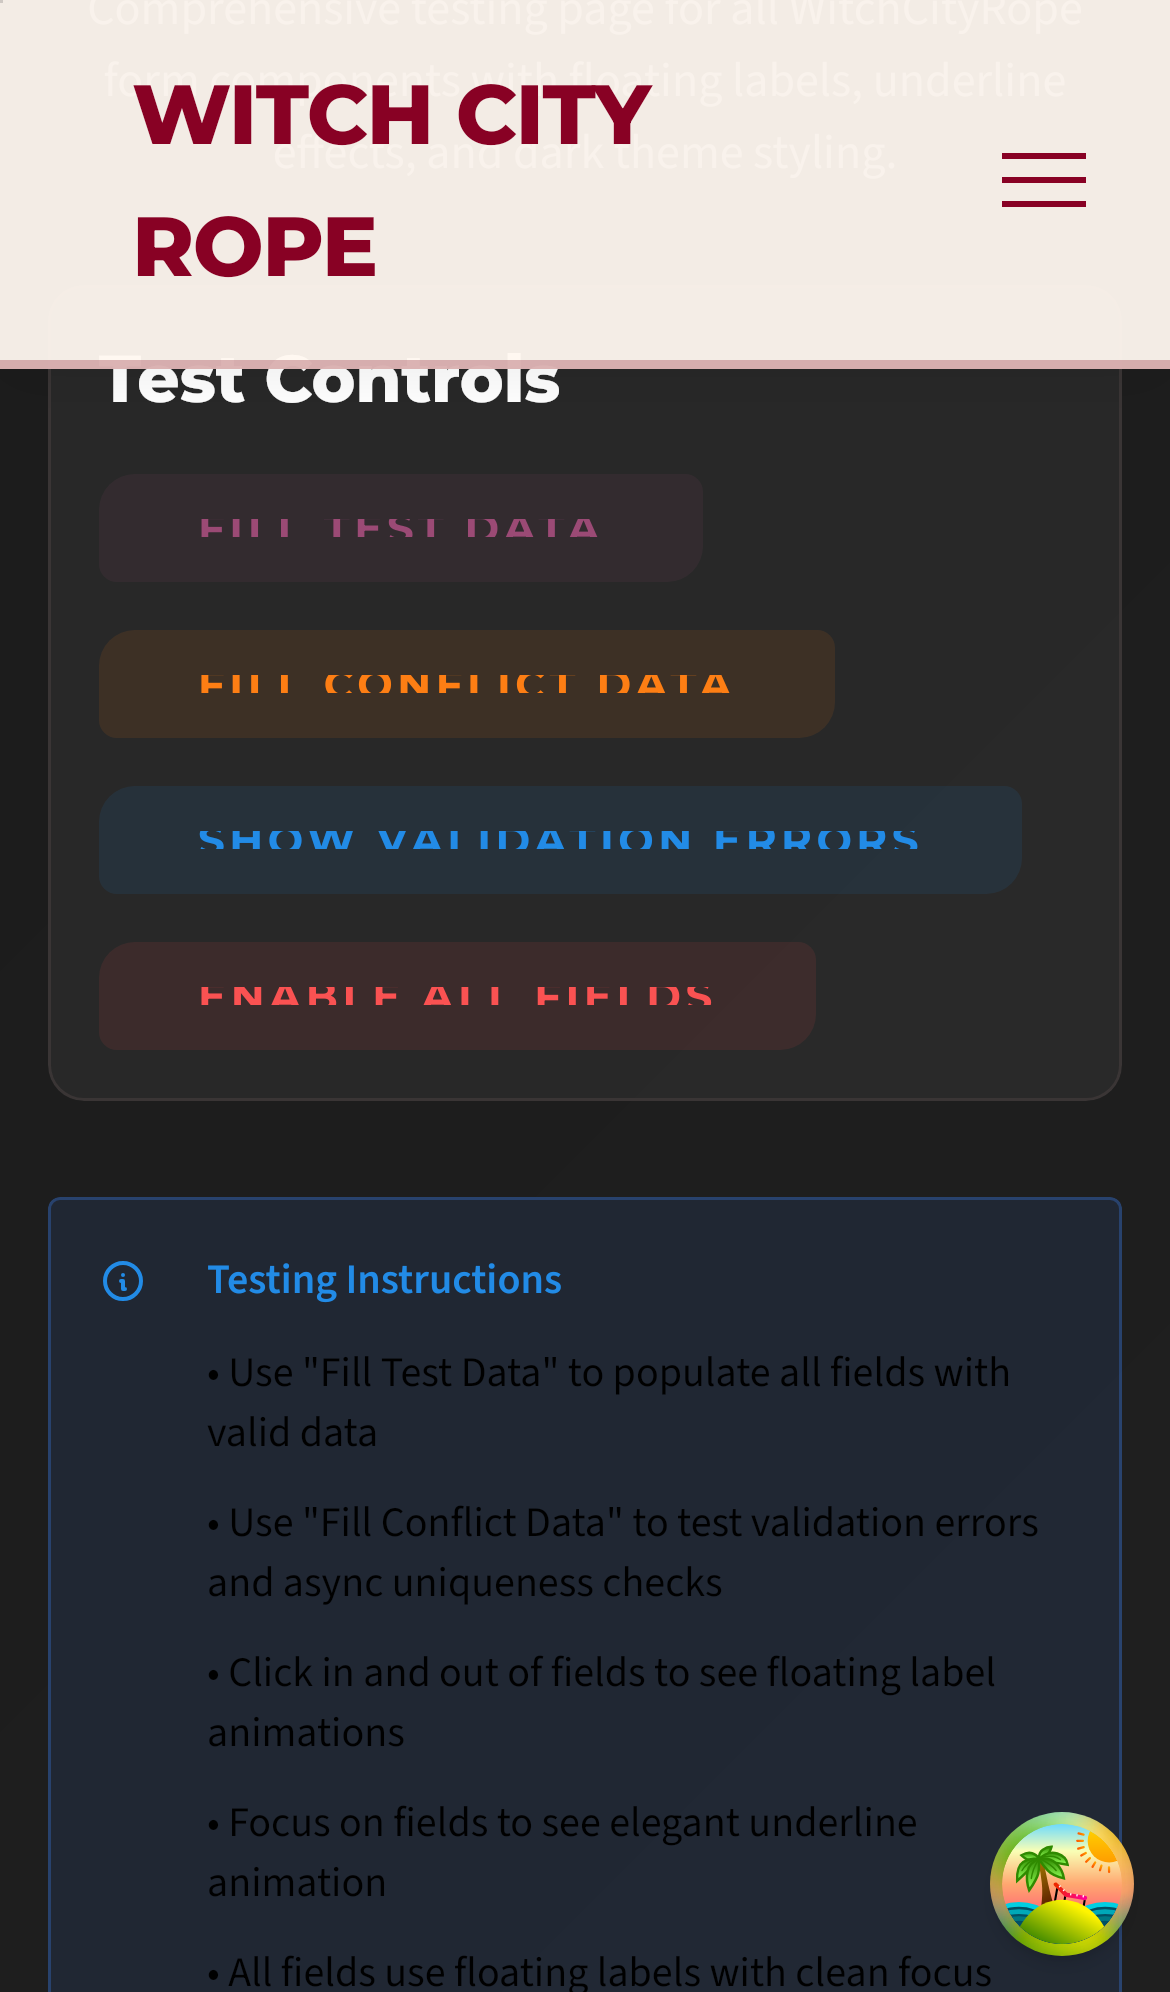 Comprehensive testing page for all WitchCityRope
form components with floating labels, underline
effects, and dark theme styling.
WITCH CITY
ROPE
Test Controls
FILL TEST DATA
FILL CONFLICT DATA
SHOW VALIDATION ERRORS
ENABLE ALL FIELDS
Testing Instructions
• Use "Fill Test Data" to populate all fields with
valid data
• Use "Fill Conflict Data" to test validation errors
and async uniqueness checks
• Click in and out of fields to see floating label
animations
• Focus on fields to see elegant underline
animation
• All fields use floating labels with clean focus